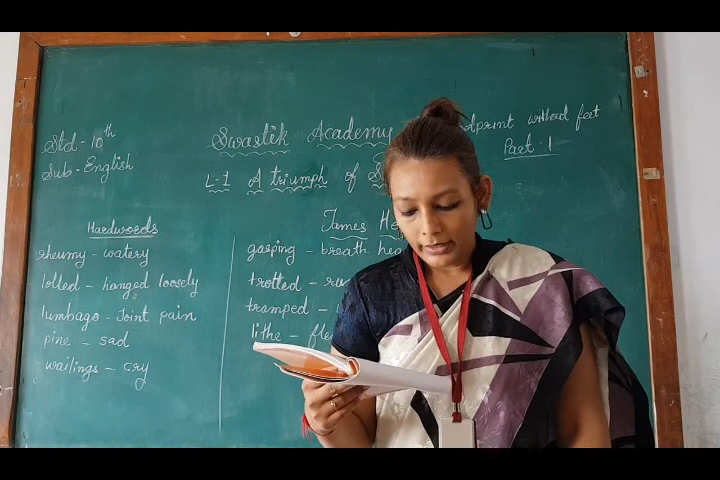 Std - 10th
Sub - English
Swastik Academy
without feet
Part. 1
L-1 A triumph of
James
Hardwords
rheumy - watery
lolled - hanged loosely
lumbago - Joint pain
pine - sad
wailings - cry
gasping - breath
trotted -
tramped -
lithe -